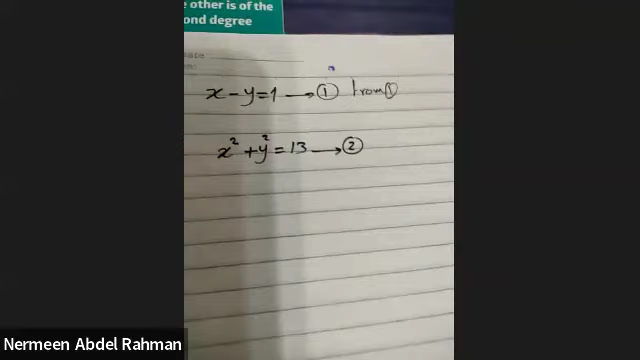 e other is of the
ond degree
x - y = 1 → ① from ①
x² + y² = 13 → ②
Nermeen Abdel Rahman